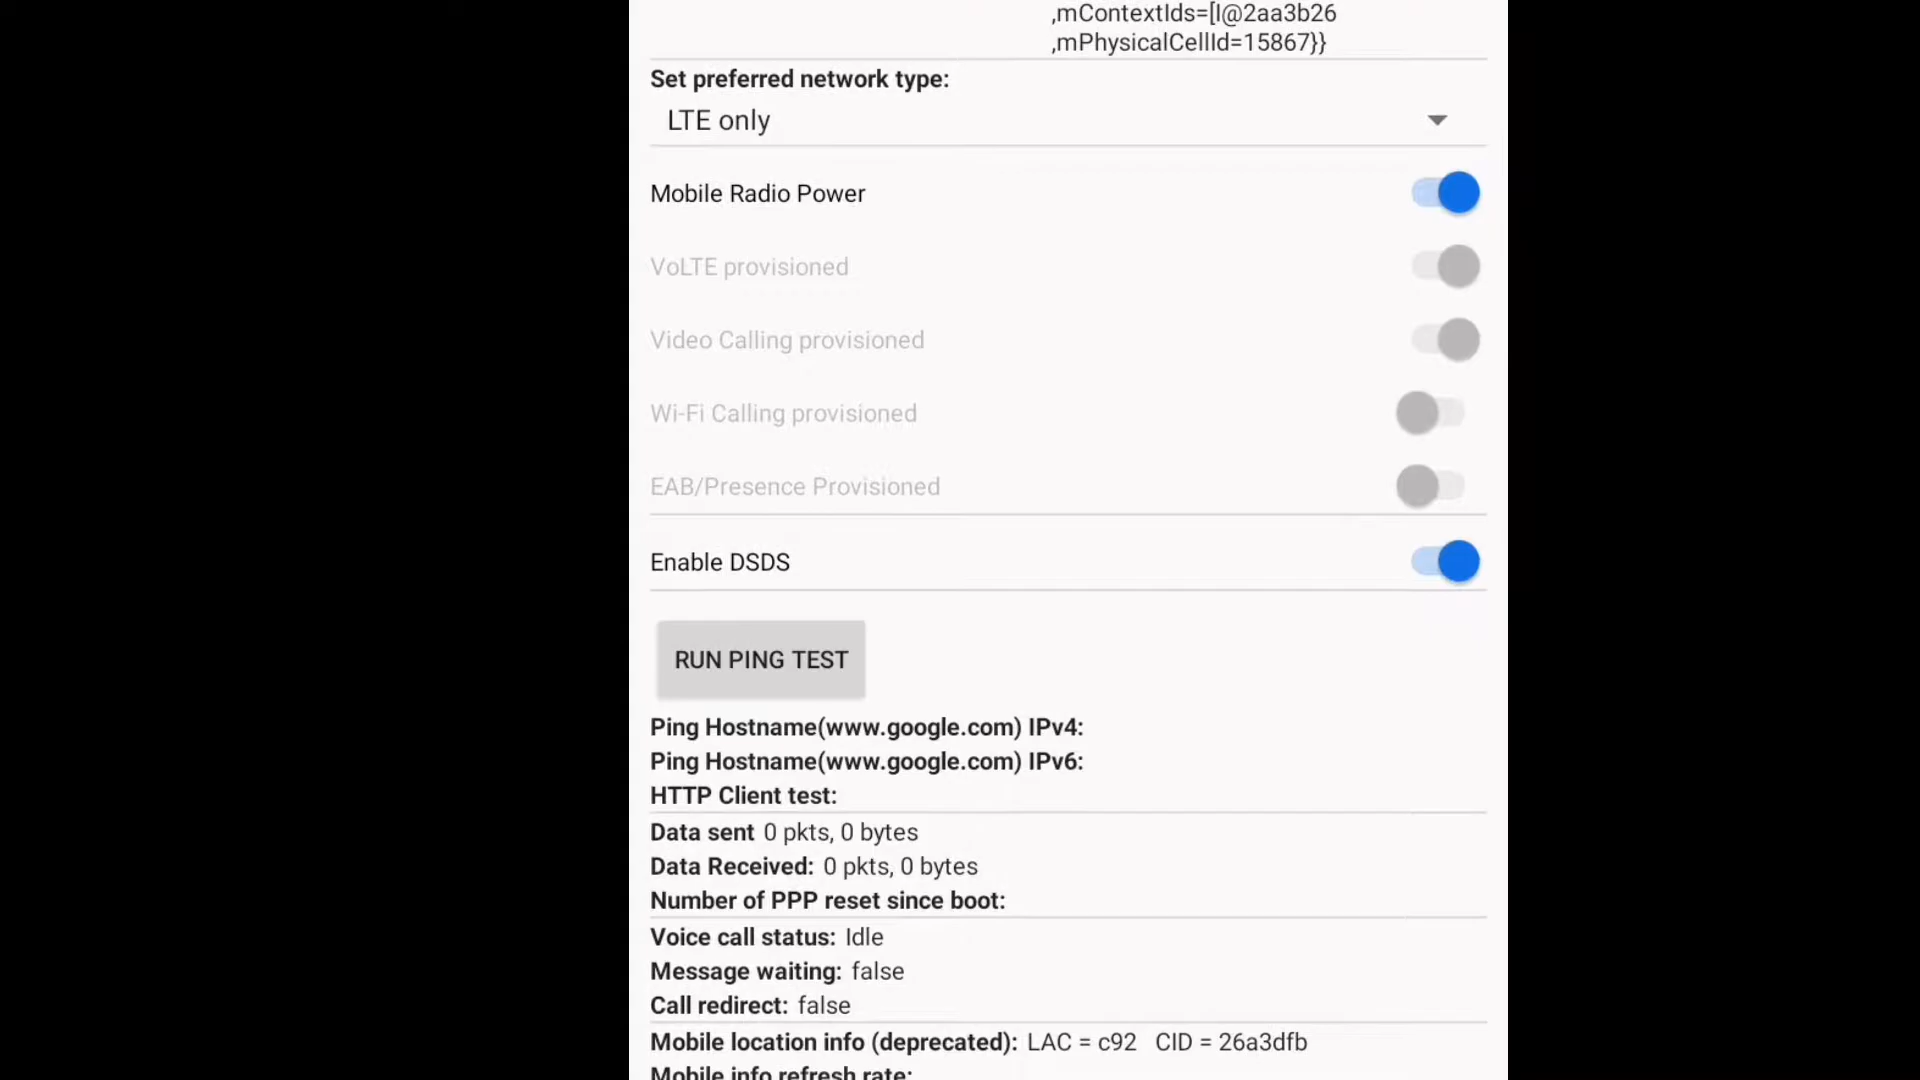 ,mContextIds=[I@2aa3b26
,mPhysicalCellId=15867}}
Set preferred network type:
LTE only
Mobile Radio Power
VoLTE provisioned
Video Calling provisioned
Wi-Fi Calling provisioned
EAB/Presence Provisioned
Enable DSDS
RUN PING TEST
Ping Hostname(www.google.com) IPv4:
Ping Hostname(www.google.com) IPv6:
HTTP Client test:
Data sent 0 pkts, 0 bytes
Data Received: 0 pkts, 0 bytes
Number of PPP reset since boot:
Voice call status: Idle
Message waiting: false
Call redirect: false
Mobile location info (deprecated): LAC = c92 CID = 26a3dfb
Mobile info refresh rate: